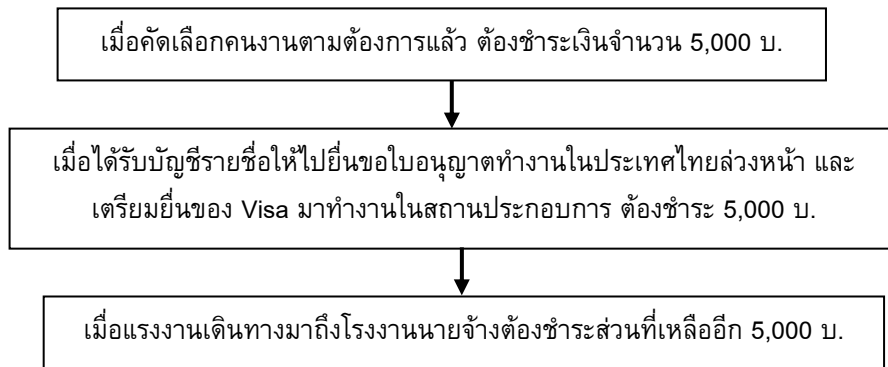 เมื่อคัดเลือกคนงานตามต้องการแล้ว ต้องชำระเงินจำนวน 5,000 บ.
เมื่อได้รับบัญชีรายชื่อให้ไปยื่นขอใบอนุญาตทำงานในประเทศไทยล่วงหน้า และ
เตรียมยื่นของ Visa มาทำงานในสถานประกอบการ ต้องชำระ 5,000 บ.
เมื่อแรงงานเดินทางมาถึงโรงงานนายจ้างต้องชำระส่วนที่เหลืออีก 5,000 บ.